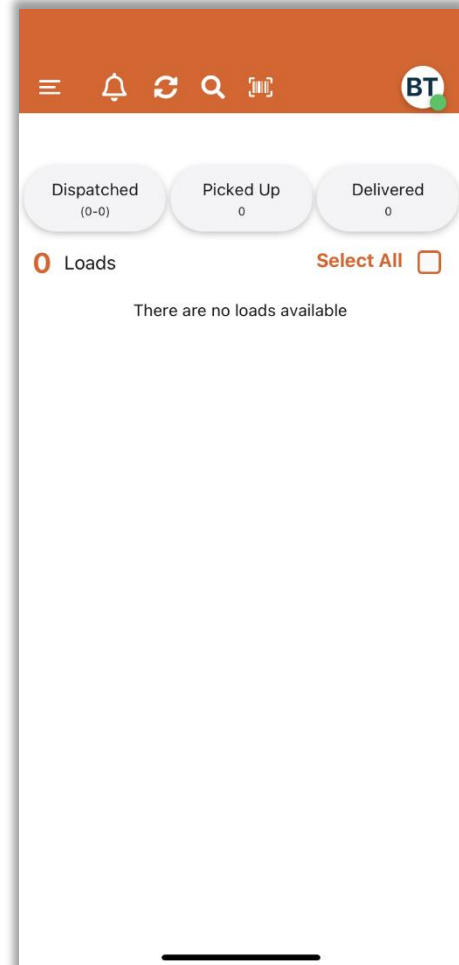 BT
Dispatched Picked Up Delivered
(0-0) 0 0
0 Loads Select All
There are no loads available